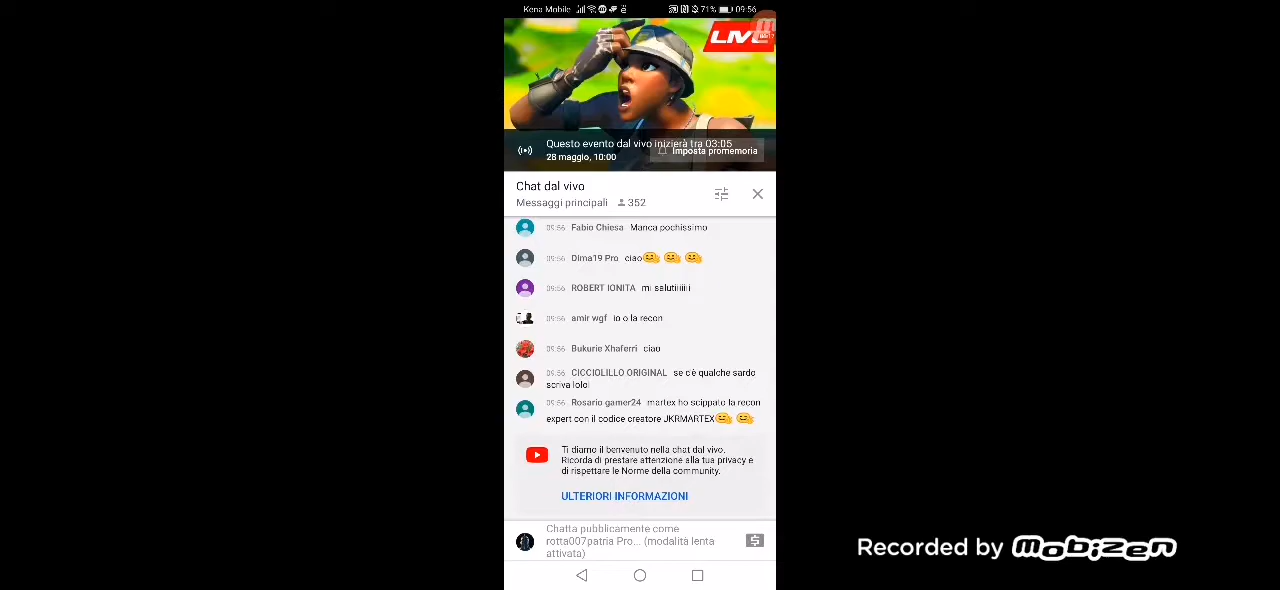 Kena Mobile 71% 09:56
LIVE
Questo evento dal vivo inizierà tra 03:05
28 maggio, 10:00
Imposta promemoria
Chat dal vivo
Messaggi principali 352
09:56 Fabio Chiesa Manca pochissimo
09:56 Dima19 Pro ciao
09:56 ROBERT IONITA mi salutiiiiiii
09:56 amir wgf io o la recon
09:56 Bukurie Xhaferri ciao
09:56 CICCIOLILLO ORIGINAL se c'è qualche sardo
scriva loloi
09:56 Rosario gamer24 martex ho scippato la recon
expert con il codice creatore JKRMARTEX
Ti diamo il benvenuto nella chat dal vivo.
Ricorda di prestare attenzione alla tua privacy e
di rispettare le Norme della community.
ULTERIORI INFORMAZIONI
Chatta pubblicamente come
rotta007patria Pro... (modalità lenta
attivata)
Recorded by mobizen